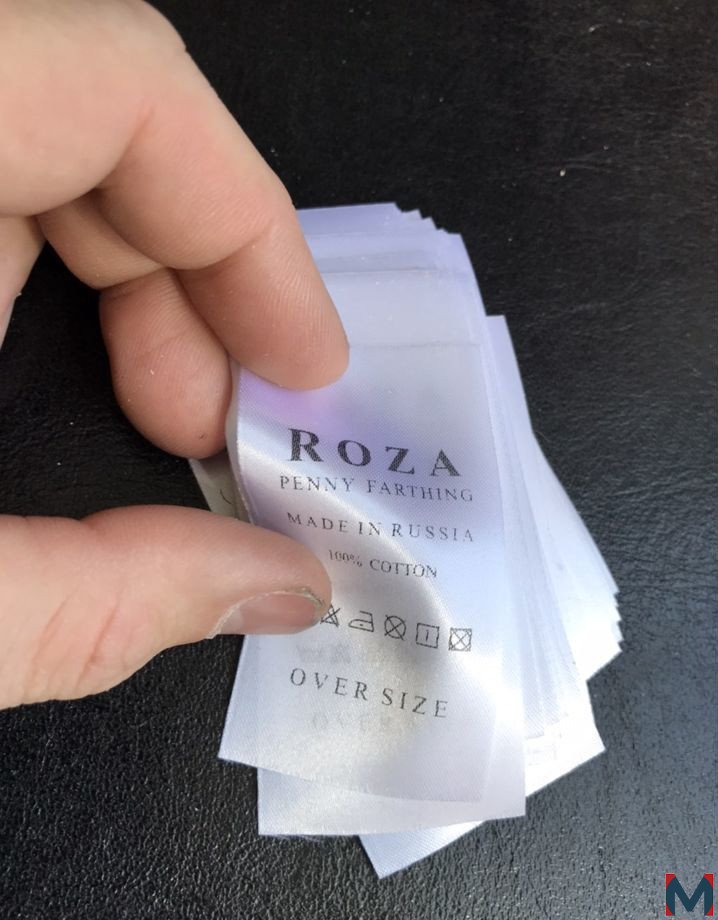 ROZA
PENNY FARTHING
MADE IN RUSSIA
100% COTTON
OVER SIZE
M